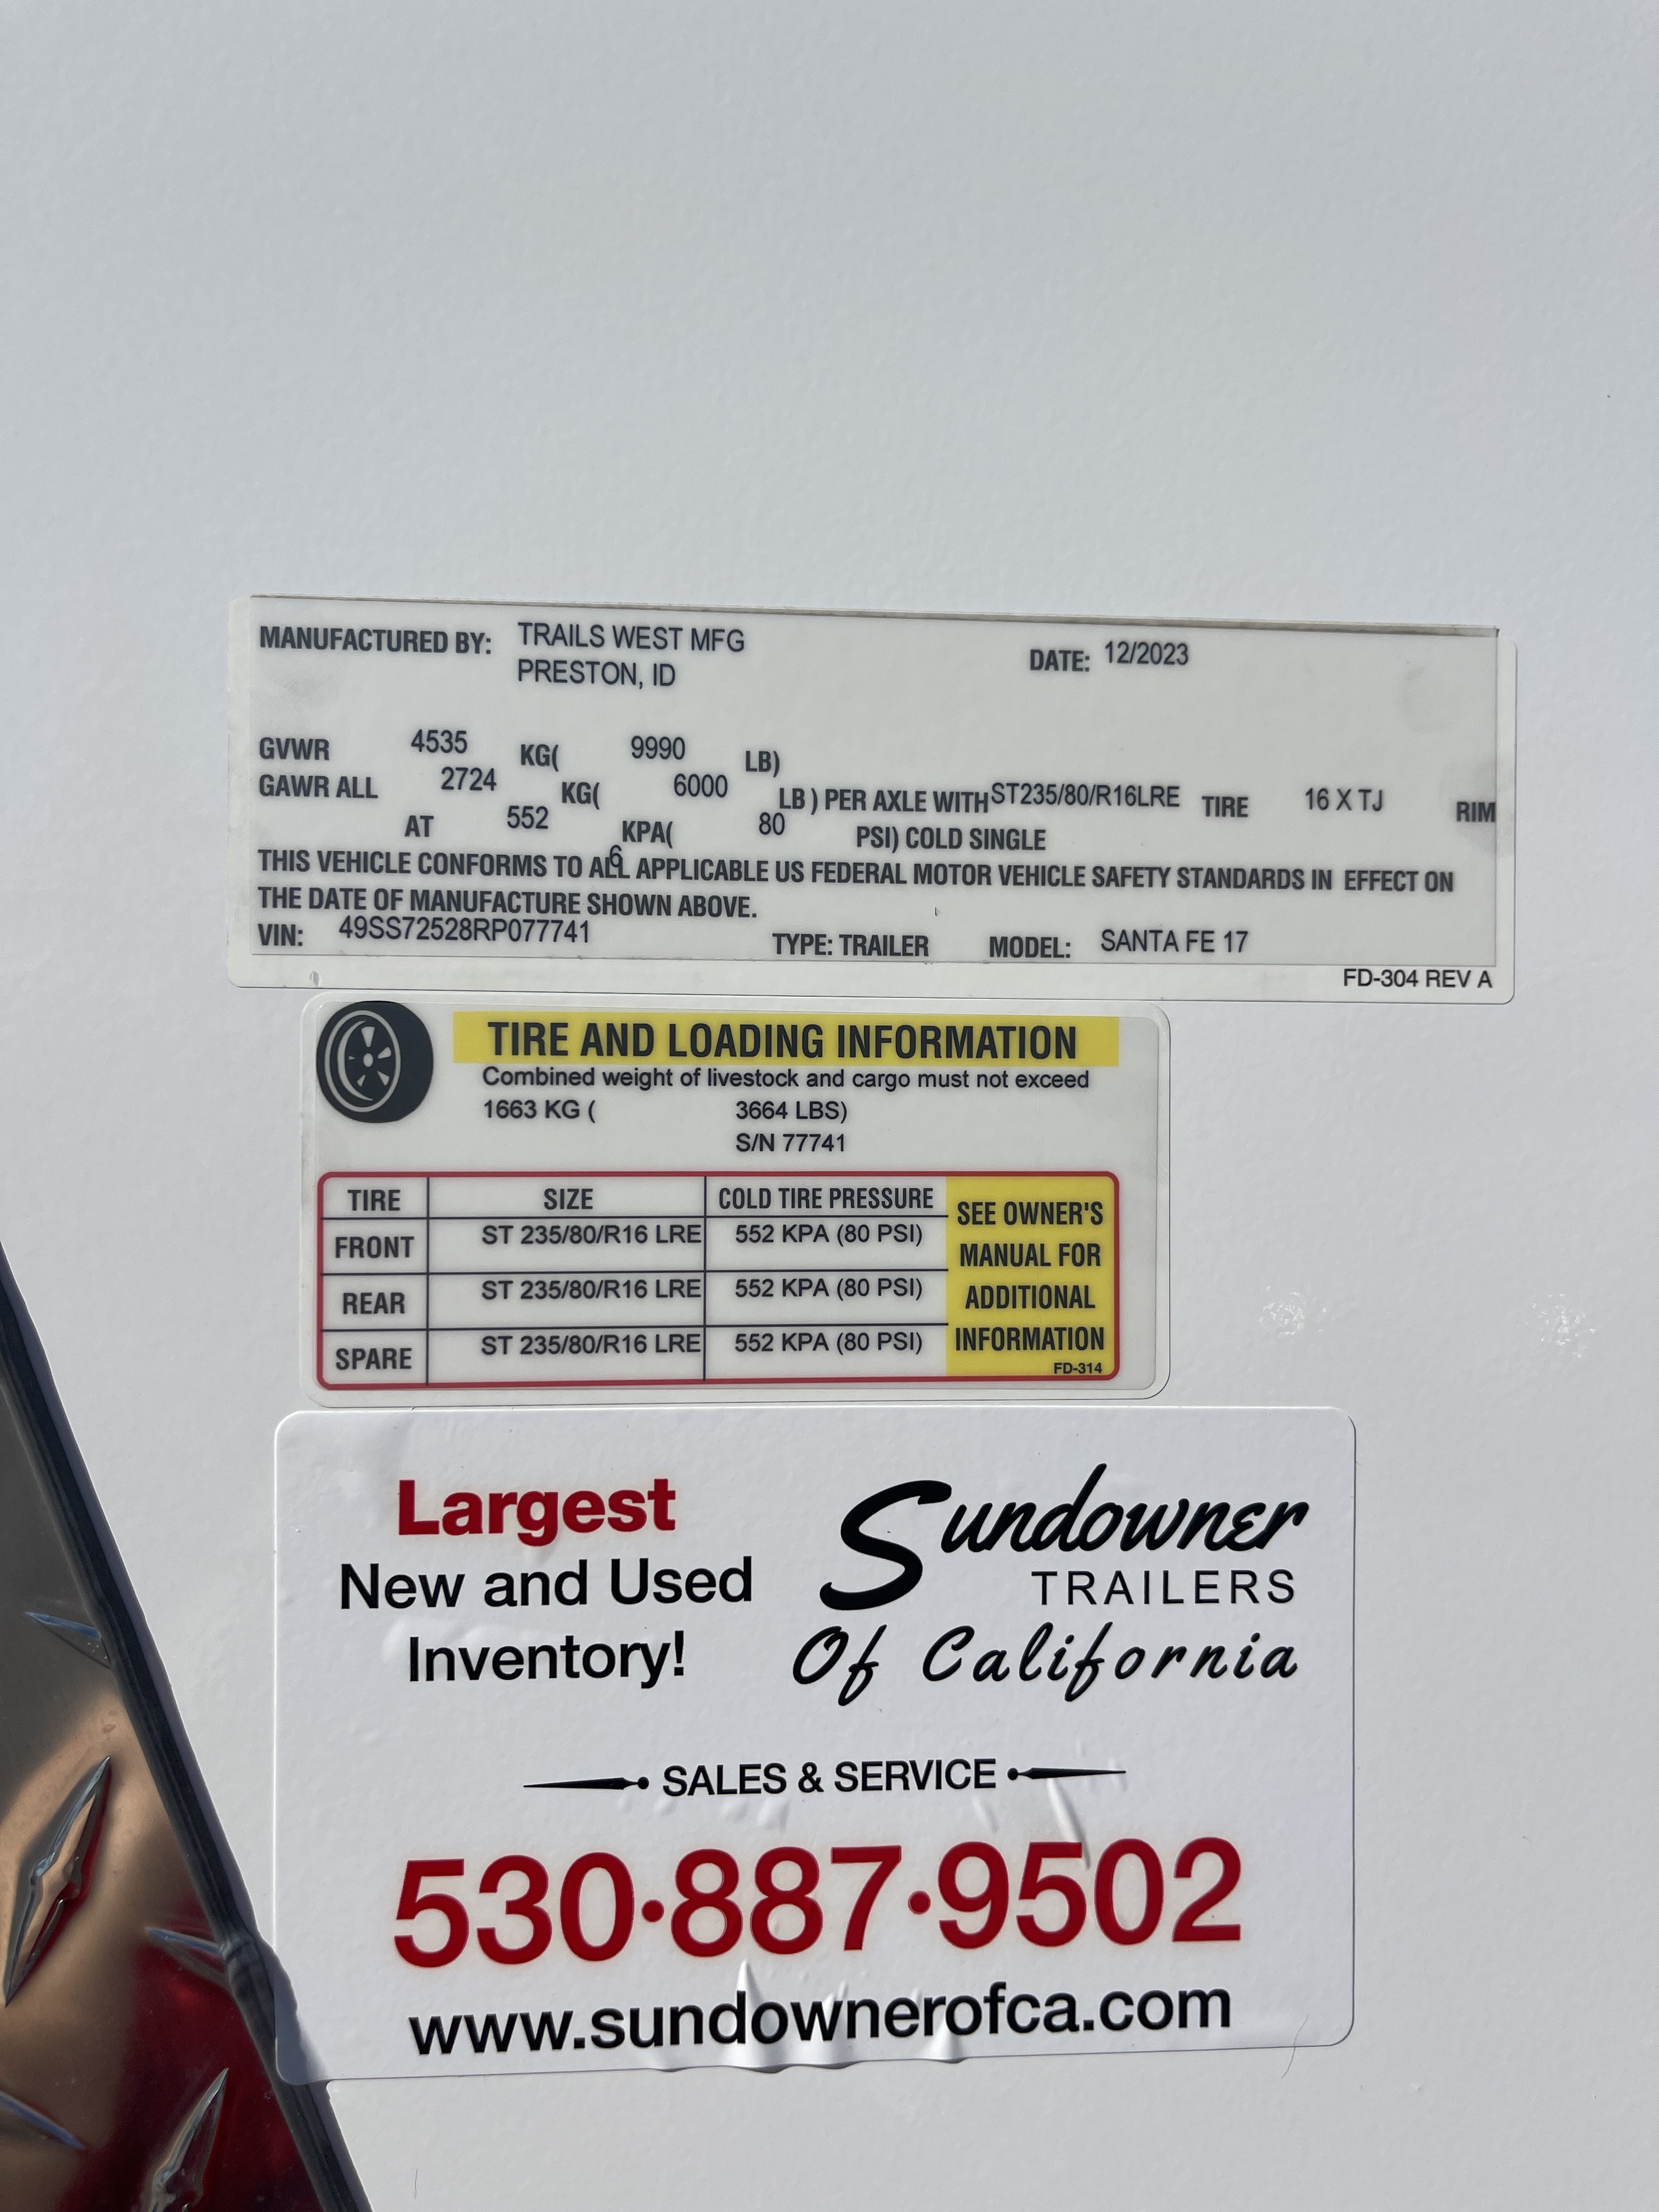 MANUFACTURED BY: TRAILS WEST MFG DATE: 12/2023
PRESTON, ID
GVWR 4535 KG( 9990 LB)
GAWR ALL 2724 KG( 6000 LB ) PER AXLE WITH ST235/80/R16LRE TIRE 16 X TJ RIM
AT 552 KPA( 80 PSI) COLD SINGLE
6
THIS VEHICLE CONFORMS TO ALL APPLICABLE US FEDERAL MOTOR VEHICLE SAFETY STANDARDS IN EFFECT ON
THE DATE OF MANUFACTURE SHOWN ABOVE.
VIN: 49SS72528RP077741 TYPE: TRAILER MODEL: SANTA FE 17
FD-304 REV A
TIRE AND LOADING INFORMATION
Combined weight of livestock and cargo must not exceed
1663 KG ( 3664 LBS)
S/N 77741
TIRE SIZE COLD TIRE PRESSURE
FRONT ST 235/80/R16 LRE 552 KPA (80 PSI)
REAR ST 235/80/R16 LRE 552 KPA (80 PSI)
SPARE ST 235/80/R16 LRE 552 KPA (80 PSI)
SEE OWNER'S
MANUAL FOR
ADDITIONAL
INFORMATION
FD-314
Largest
New and Used
Inventory!
Sundowner
TRAILERS
Of California
SALES & SERVICE
530•887•9502
www.sundownerofca.com